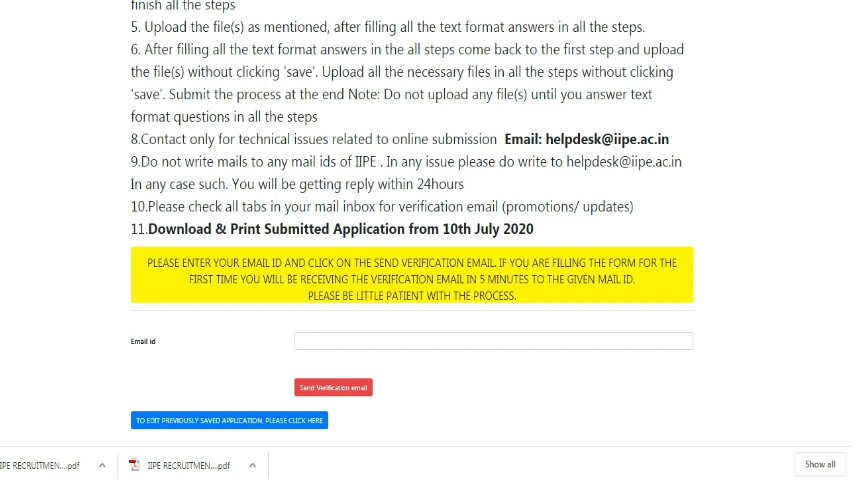 finish all the steps
5. Upload the file(s) as mentioned, after filling all the text format answers in all the steps.
6. After filling all the text format answers in the all steps come back to the first step and upload
the file(s) without clicking 'save'. Upload all the necessary files in all the steps without clicking
'save'. Submit the process at the end Note: Do not upload any file(s) until you answer text
format questions in all the steps
8.Contact only for technical issues related to online submission Email: helpdesk@iipe.ac.in
9.Do not write mails to any mail ids of IIPE . In any issue please do write to helpdesk@iipe.ac.in
In any case such. You will be getting reply within 24hours
10.Please check all tabs in your mail inbox for verification email (promotions/ updates)
11.Download & Print Submitted Application from 10th July 2020
PLEASE ENTER YOUR EMAIL ID AND CLICK ON THE SEND VERIFICATION EMAIL. IF YOU ARE FILLING THE FORM FOR THE
FIRST TIME YOU WILL BE RECEIVING THE VERIFICATION EMAIL IN 5 MINUTES TO THE GIVEN MAIL ID.
PLEASE BE LITTLE PATIENT WITH THE PROCESS.
Email id
Send Verification email
TO EDIT PREVIOUSLY SAVED APPLICATION, PLEASE CLICK HERE
IPE RECRUITMEN....pdf IIPE RECRUITMEN....pdf Show all